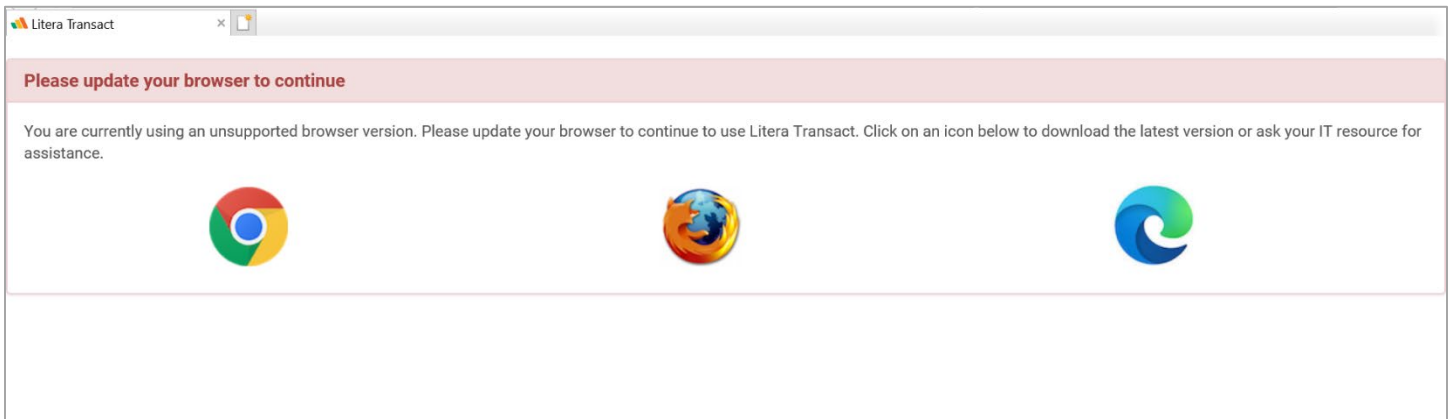 Litera Transact
Please update your browser to continue
You are currently using an unsupported browser version. Please update your browser to continue to use Litera Transact. Click on an icon below to download the latest version or ask your IT resource for
assistance.